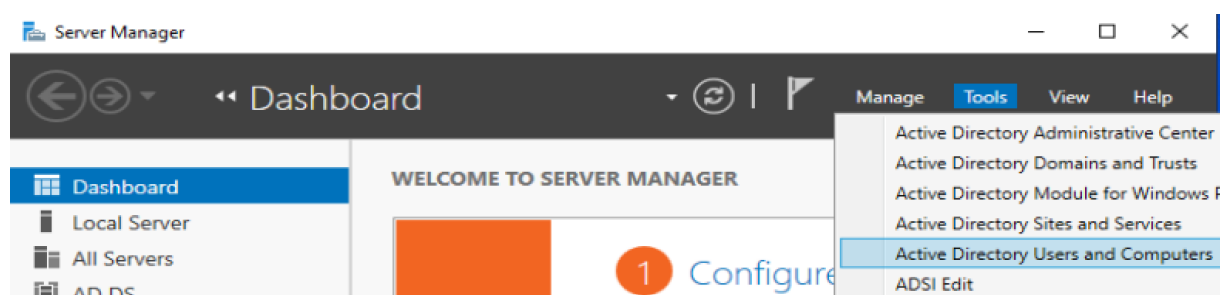 Server Manager
Dashboard
Manage Tools View Help
Active Directory Administrative Center
Active Directory Domains and Trusts
Active Directory Module for Windows
Active Directory Sites and Services
Active Directory Users and Computers
ADSI Edit
Dashboard
Local Server
All Servers
AD DS
WELCOME TO SERVER MANAGER
1 Configure